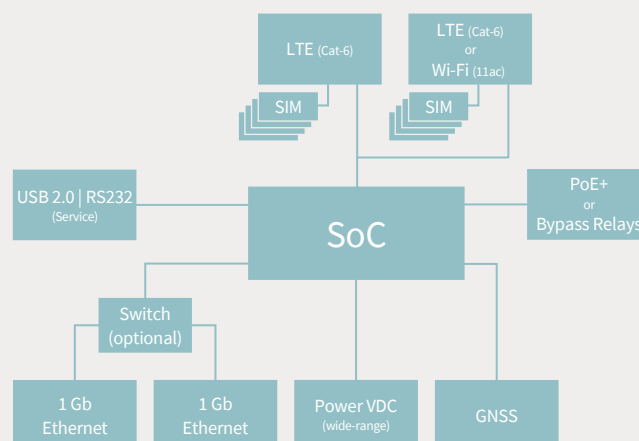 LTE (Cat-6)
LTE (Cat-6)
or
Wi-Fi (11ac)
SIM
SIM
USB 2.0 | RS232
(Service)
SoC
PoE+
or
Bypass Relays
Switch
(optional)
1 Gb
Ethernet
1 Gb
Ethernet
Power VDC
(wide-range)
GNSS